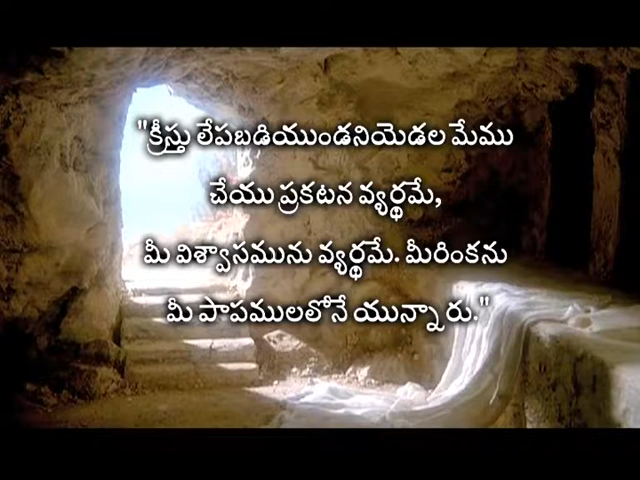 "క్రీస్తు లేపబడియుండనియెడల మేము
చేయు ప్రకటన వ్యర్థమే,
మీ విశ్వాసమును వ్యర్థమే. మీరింకను
మీ పాపములలోనే యున్నారు."